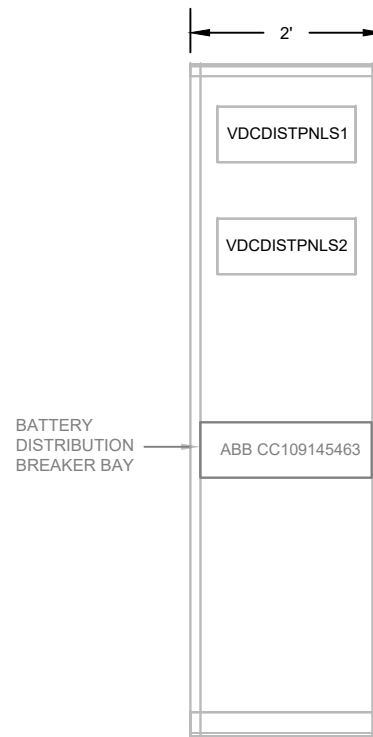 2'
VDCDISTPNLS1
VDCDISTPNLS2
BATTERY
DISTRIBUTION
BREAKER BAY
ABB CC109145463